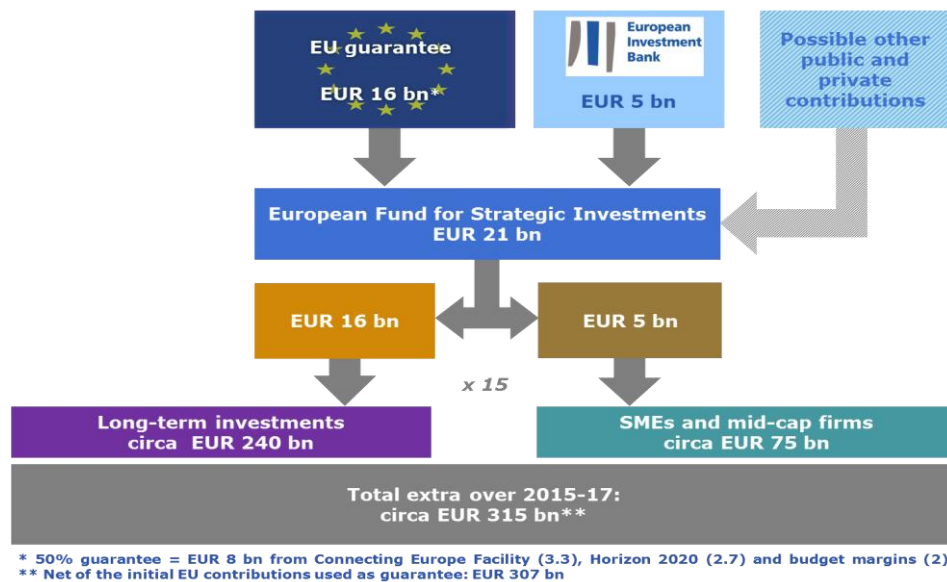 EU guarantee
EUR 16 bn*
European
Investment
Bank
EUR 5 bn
Possible other
public and
private
contributions
European Fund for Strategic Investments
EUR 21 bn
EUR 16 bn
EUR 5 bn
x 15
Long-term investments
circa EUR 240 bn
SMEs and mid-cap firms
circa EUR 75 bn
Total extra over 2015-17:
circa EUR 315 bn**
* 50% guarantee = EUR 8 bn from Connecting Europe Facility (3.3), Horizon 2020 (2.7) and budget margins (2)
** Net of the initial EU contributions used as guarantee: EUR 307 bn